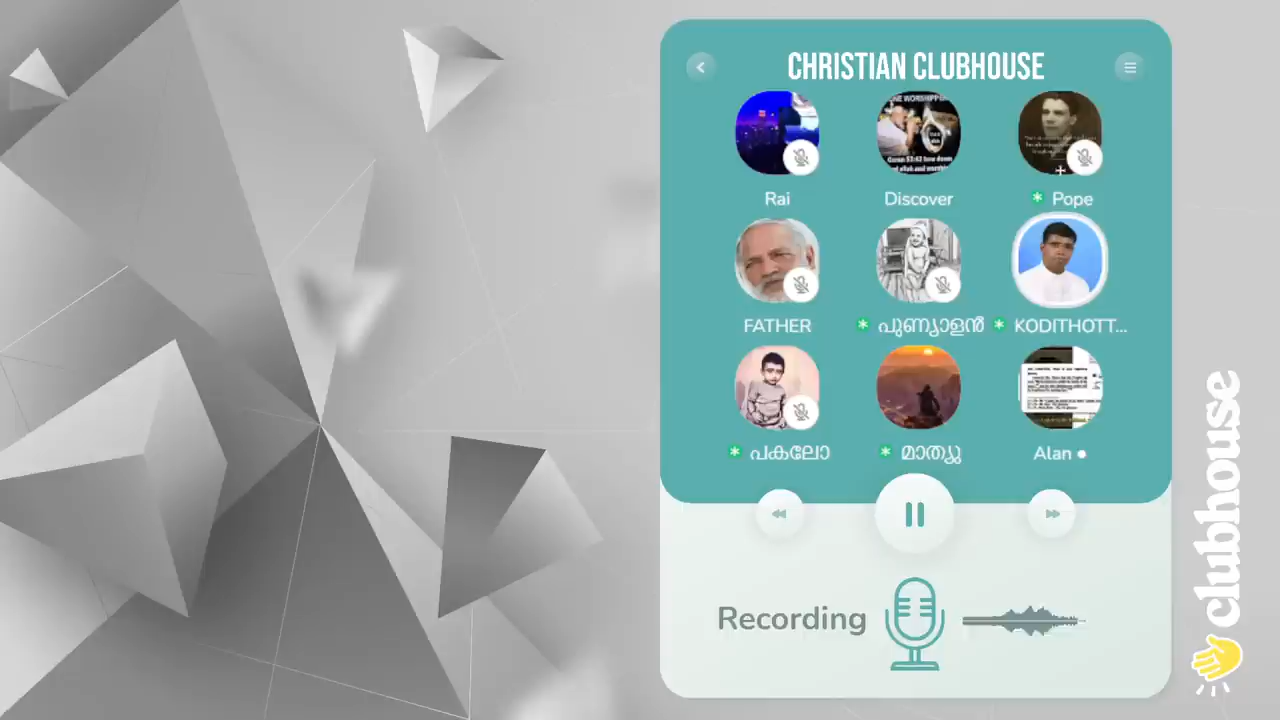 CHRISTIAN CLUBHOUSE
Rai
Discover
Pope
FATHER
പുണ്യാളൻ
KODITHOTT...
പകലോ
മാത്യു
Alan
Recording
clubhouse